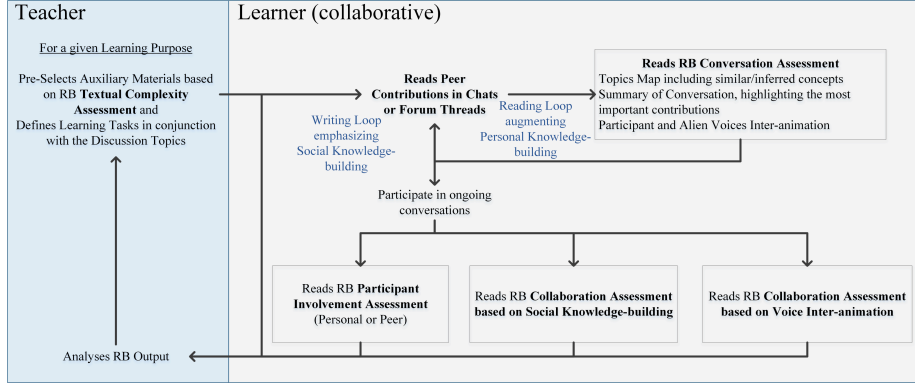 Teacher
For a given Learning Purpose
Pre-Selects Auxiliary Materials based
on RB Textual Complexity
Assessment and
Defines Learning Tasks in conjunction
with the Discussion Topics
Analyses RB Output
Learner (collaborative)
Reads Peer
Contributions in Chats
or Forum Threads
Writing Loop
emphasizing
Social Knowledge-
building
Reading Loop
augmenting
Personal Knowledge-
building
Reads RB Conversation Assessment
Topics Map including similar/inferred concepts
Summary of Conversation, highlighting the most
important contributions
Participant and Alien Voices Inter-animation
Participate in ongoing
conversations
Reads RB Participant
Involvement Assessment
(Personal or Peer)
Reads RB Collaboration Assessment
based on Social Knowledge-building
Reads RB Collaboration Assessment
based on Voice Inter-animation